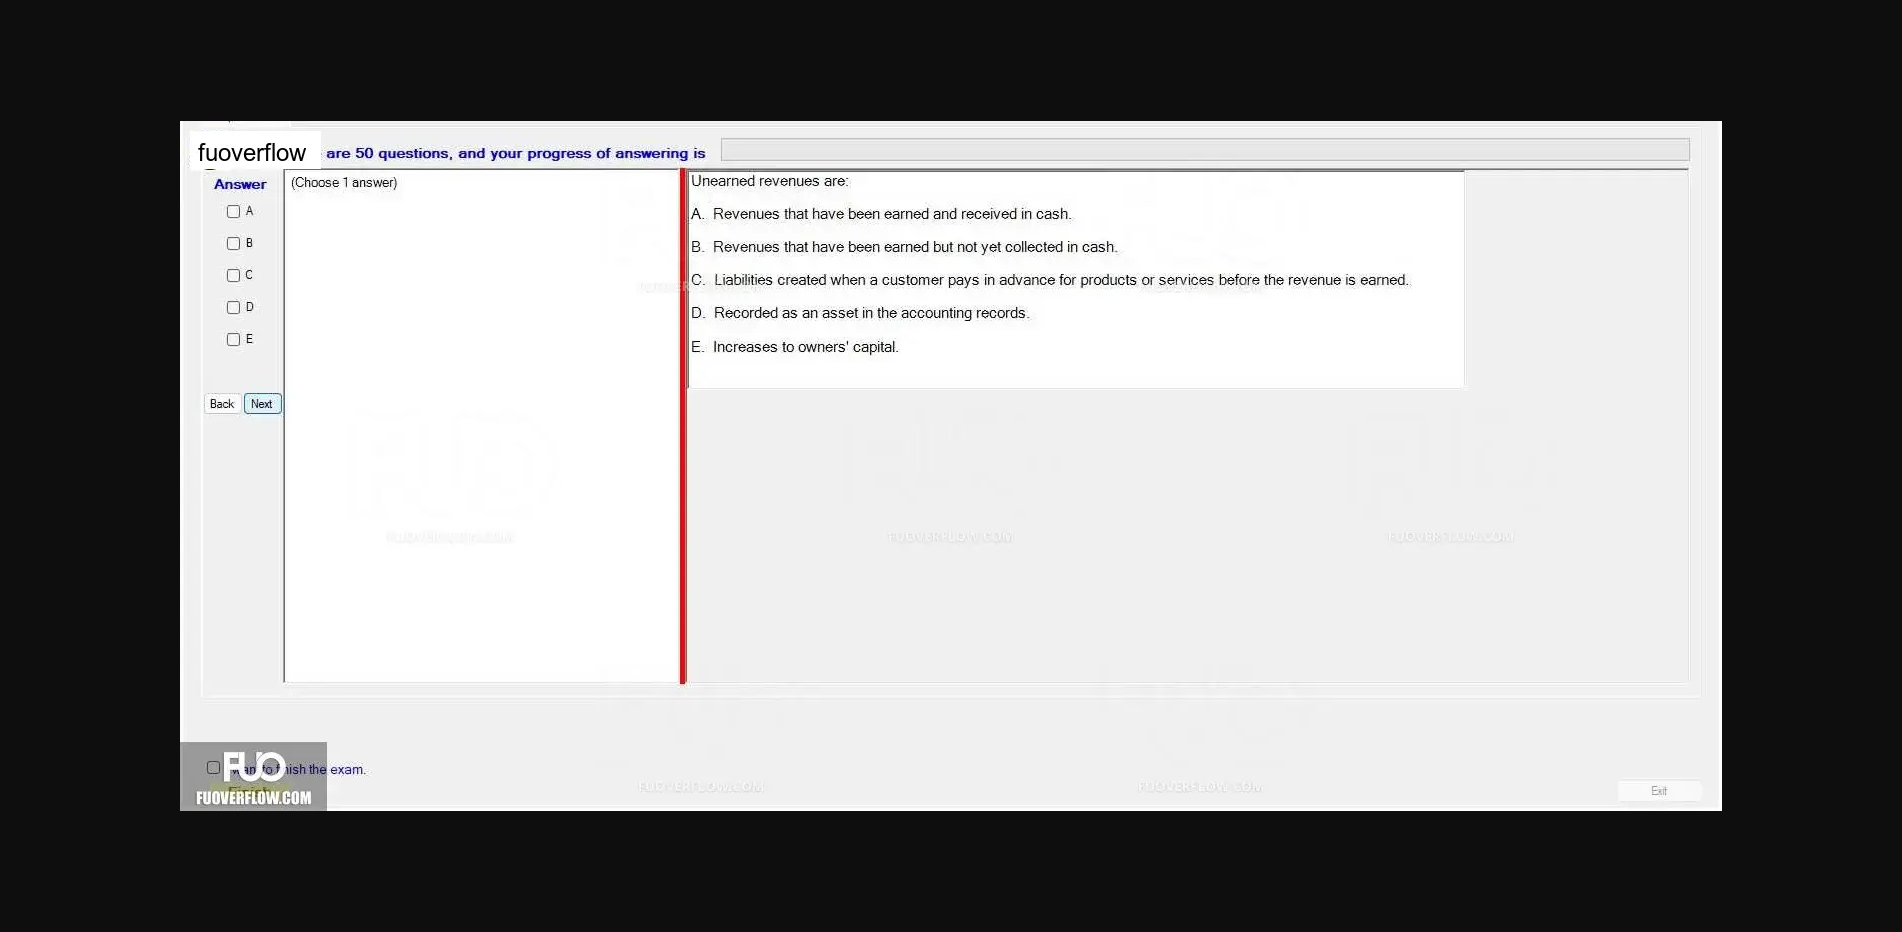 fuoverflow are 50 questions, and your progress of answering is
Answer
A
B
C
D
E
Back Next
(Choose 1 answer)
Unearned revenues are:
A. Revenues that have been earned and received in cash.
B. Revenues that have been earned but not yet collected in cash.
C. Liabilities created when a customer pays in advance for products or services before the revenue is earned.
D. Recorded as an asset in the accounting records.
E. Increases to owners' capital.
FUOVERFLOW.COM FUOVERFLOW.COM FUOVERFLOW.COM
want to finish the exam.
Finish
FUO
FUOVERFLOW.COM
FUOVERFLOW.COM FUOVERFLOW.COM
Exit